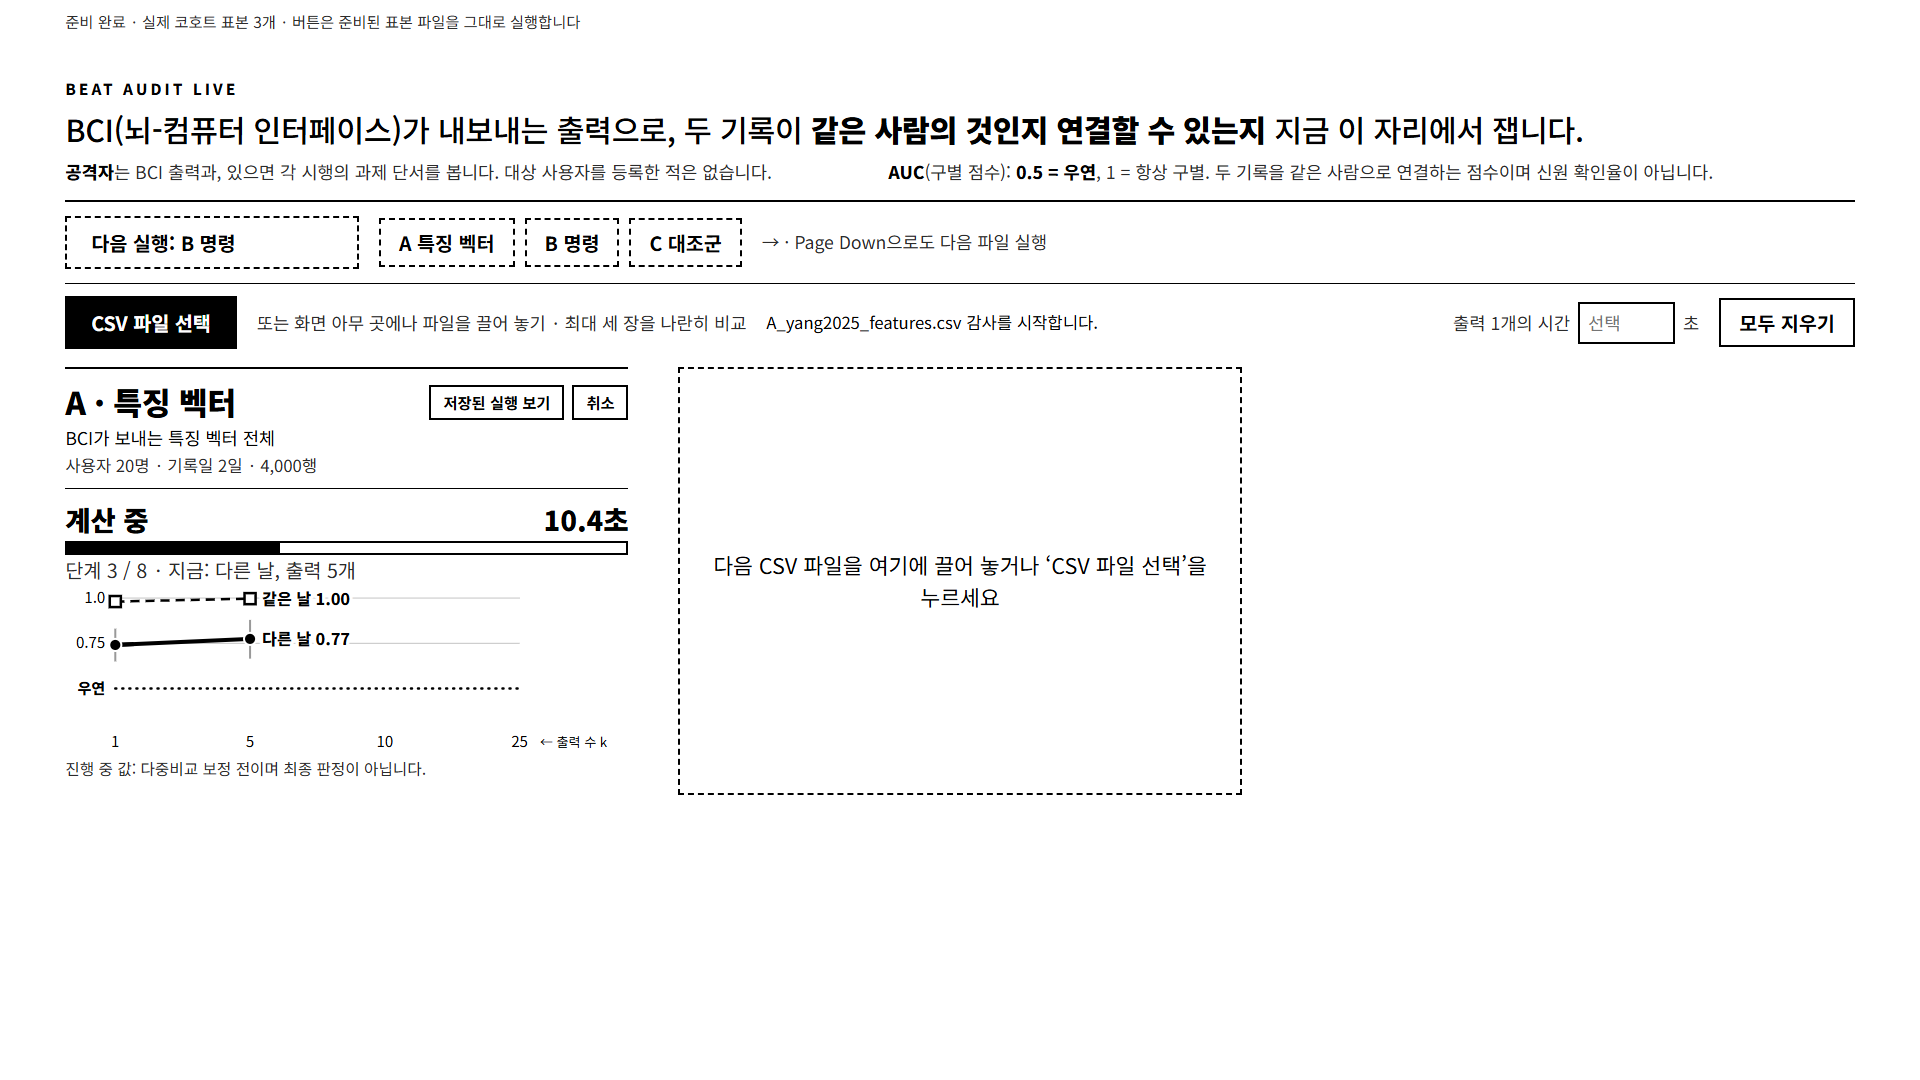 준비 완료 · 실제 코호트 표본 3개 · 버튼은 준비된 표본 파일을 그대로 실행합니다
BEAT AUDIT LIVE
BCI(뇌-컴퓨터 인터페이스)가 내보내는 출력으로, 두 기록이 같은 사람의 것인지 연결할 수 있는지 지금 이 자리에서 잽니다.
공격자는 BCI 출력과, 있으면 각 시행의 과제 단서를 봅니다. 대상 사용자를 등록한 적은 없습니다.
AUC(구별 점수): 0.5 = 우연, 1 = 항상 구별. 두 기록을 같은 사람으로 연결하는 점수이며 신원 확인율이 아닙니다.
다음 실행: B 명령
A 특징 벡터
B 명령
C 대조군
→ · Page Down으로도 다음 파일 실행
CSV 파일 선택
또는 화면 아무 곳에나 파일을 끌어 놓기 · 최대 세 장을 나란히 비교
A_yang2025_features.csv 감사를 시작합니다.
출력 1개의 시간
선택
초
모두 지우기
A · 특징 벡터
저장된 실행 보기
취소
BCI가 보내는 특징 벡터 전체
사용자 20명 · 기록일 2일 · 4,000행
계산 중
10.4초
단계 3 / 8 · 지금: 다른 날, 출력 5개
1.0
같은 날 1.00
0.75
다른 날 0.77
우연
1
5
10
25
← 출력 수 k
진행 중 값: 다중비교 보정 전이며 최종 판정이 아닙니다.
다음 CSV 파일을 여기에 끌어 놓거나 ‘CSV 파일 선택’을
누르세요